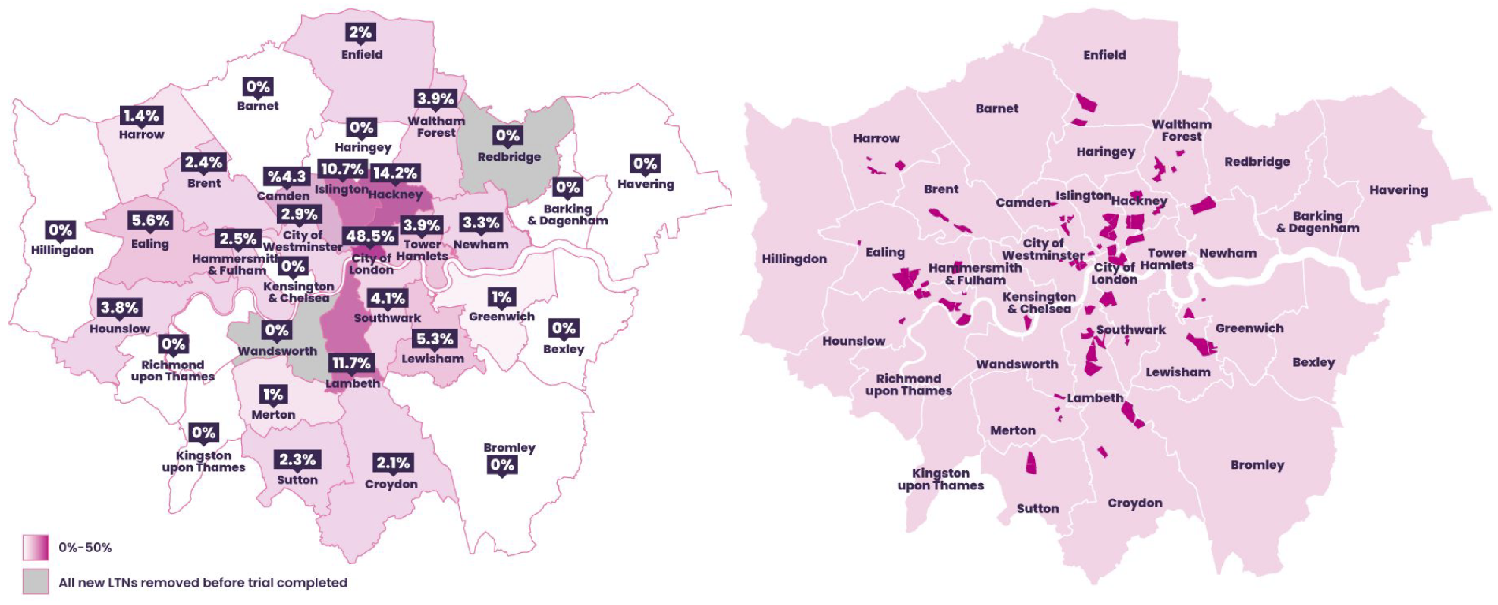 2%
Enfield
0%
Barnet
3.9%
Waltham
Forest
1.4%
Harrow
0%
Haringey
0%
Redbridge
2.4%
Brent
%4.3
Camden
10.7%
Islington
14.2%
Hackney
0%
Havering
0%
Barking
& Dagenham
5.6%
Ealing
2.9%
City of
Westminster
3.9%
Tower
Hamlets
3.3%
Newham
0%
Hillingdon
2.5%
Hammersmith
& Fulham
48.5%
City of
London
0%
Kensington
& Chelsea
3.8%
Hounslow
4.1%
Southwark
1%
Greenwich
0%
Bexley
0%
Richmond
upon Thames
0%
Wandsworth
5.3%
Lewisham
11.7%
Lambeth
1%
Merton
0%
Kingston
upon Thames
2.3%
Sutton
2.1%
Croydon
Bromley
0%
0%-50%
All new LTNs removed before trial completed
Enfield
Barnet
Waltham
Forest
Harrow
Haringey
Redbridge
Brent
Camden
Islington
Hackney
Havering
Barking
& Dagenham
Ealing
City of
Westminster
Tower
Hamlets
Newham
Hillingdon
Hammersmith
& Fulham
City of
London
Kensington
& Chelsea
Hounslow
Southwark
Greenwich
Bexley
Richmond
upon Thames
Wandsworth
Lewisham
Lambeth
Merton
Kingston
upon Thames
Sutton
Croydon
Bromley